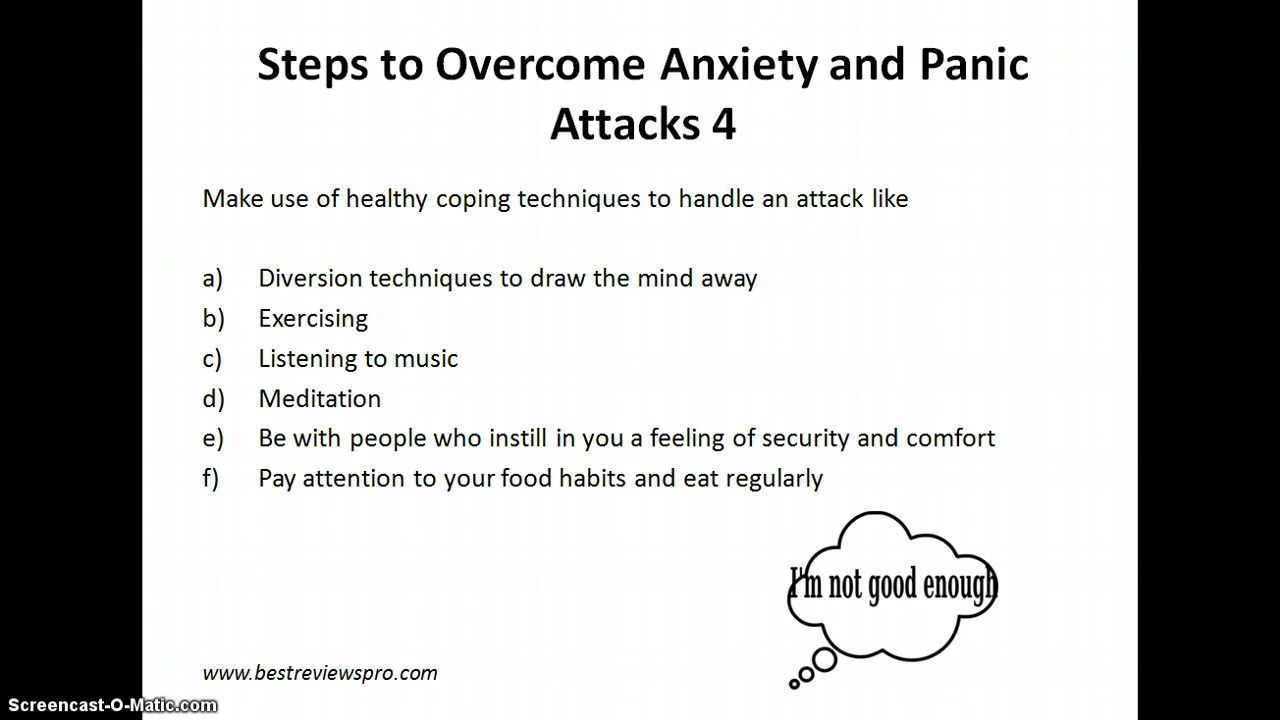 Steps to Overcome Anxiety and Panic
Attacks 4
Make use of healthy coping techniques to handle an attack like
a) Diversion techniques to draw the mind away
b) Exercising
c) Listening to music
d) Meditation
e) Be with people who instill in you a feeling of security and comfort
f) Pay attention to your food habits and eat regularly
I'm not good enough
www.bestreviewspro.com
Screencast-O-Matic.com